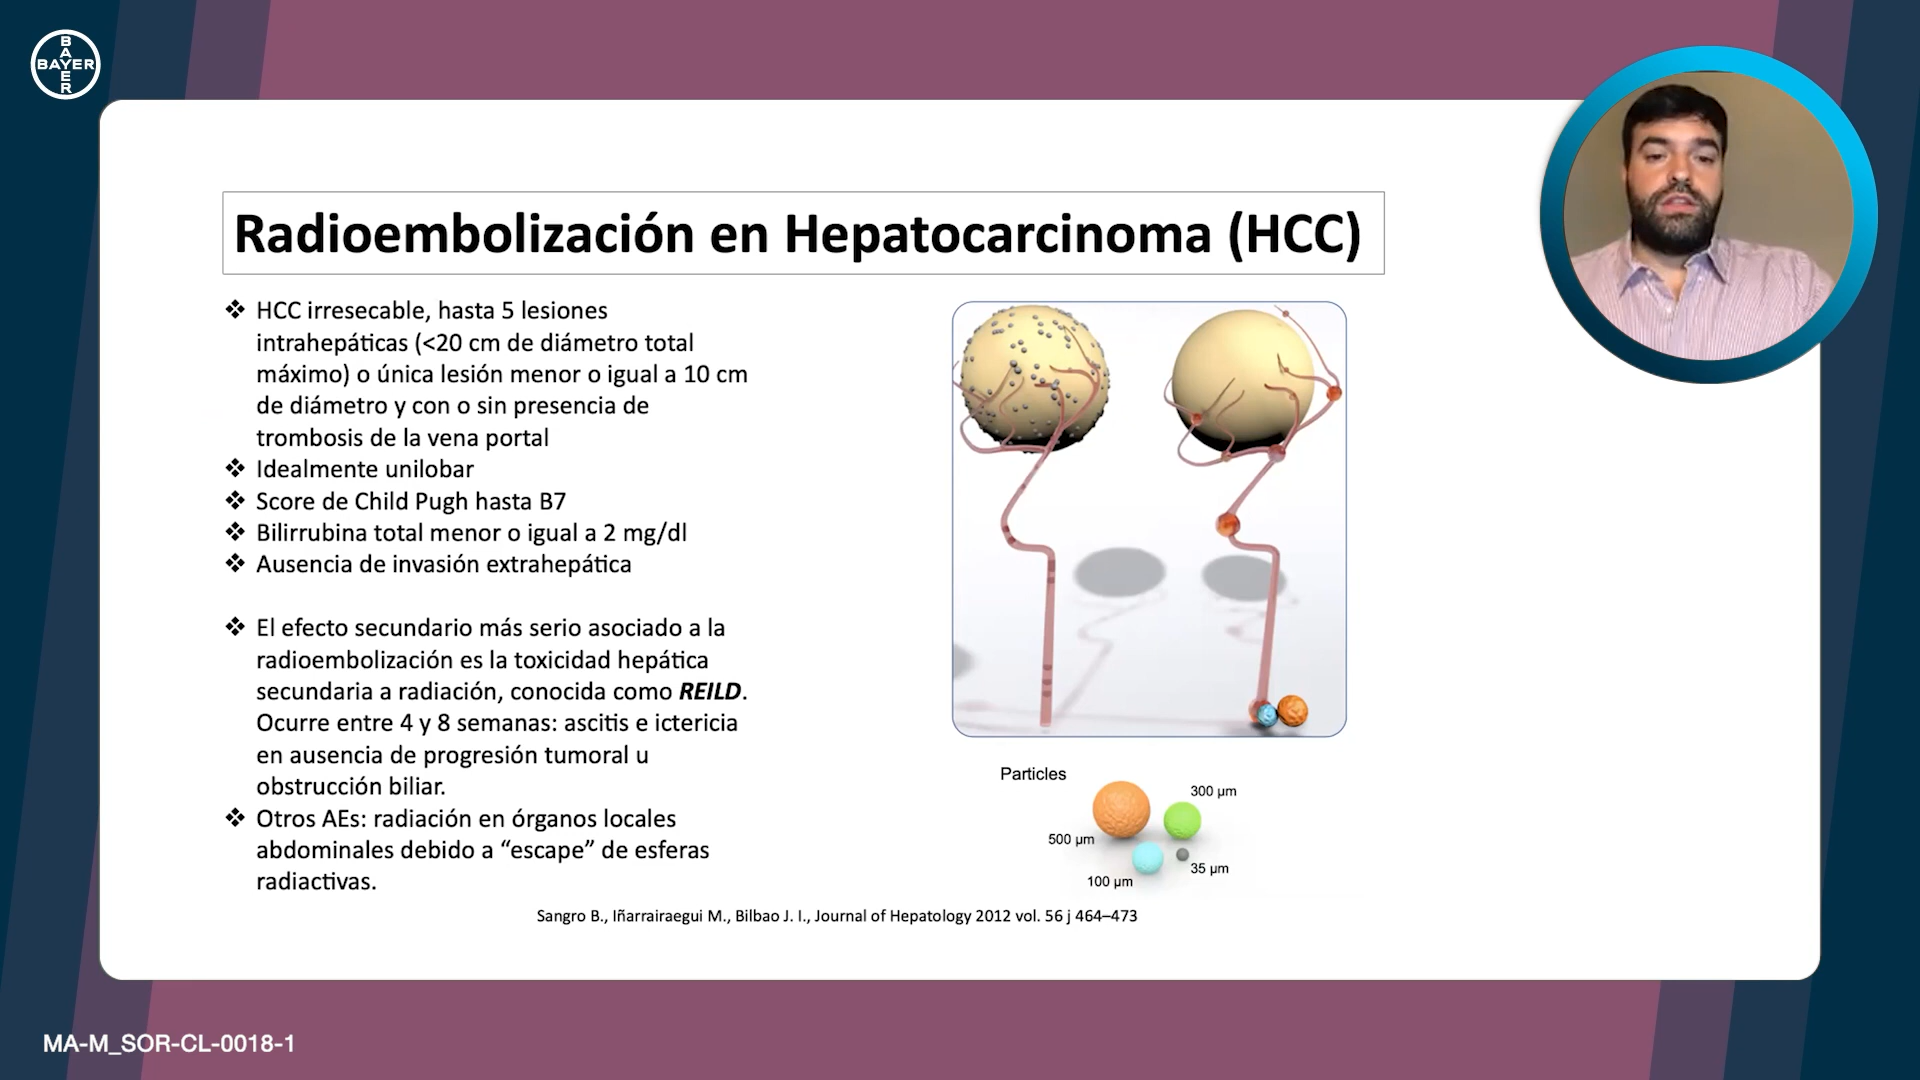 BAYER
BAYER
Radioembolización en Hepatocarcinoma (HCC)
❖ HCC irresecable, hasta 5 lesiones
intrahepáticas (<20 cm de diámetro total
máximo) o única lesión menor o igual a 10 cm
de diámetro y con o sin presencia de
trombosis de la vena portal
❖ Idealmente unilobar
❖ Score de Child Pugh hasta B7
❖ Bilirrubina total menor o igual a 2 mg/dl
❖ Ausencia de invasión extrahepática
❖ El efecto secundario más serio asociado a la
radioembolización es la toxicidad hepática
secundaria a radiación, conocida como REILD.
Ocurre entre 4 y 8 semanas: ascitis e ictericia
en ausencia de progresión tumoral u
obstrucción biliar.
❖ Otros AEs: radiación en órganos locales
abdominales debido a “escape” de esferas
radiactivas.
Particles
300 µm
500 µm
35 µm
100 µm
Sangro B., Iñarrairaegui M., Bilbao J. I., Journal of Hepatology 2012 vol. 56 j 464–473
MA-M_SOR-CL-0018-1